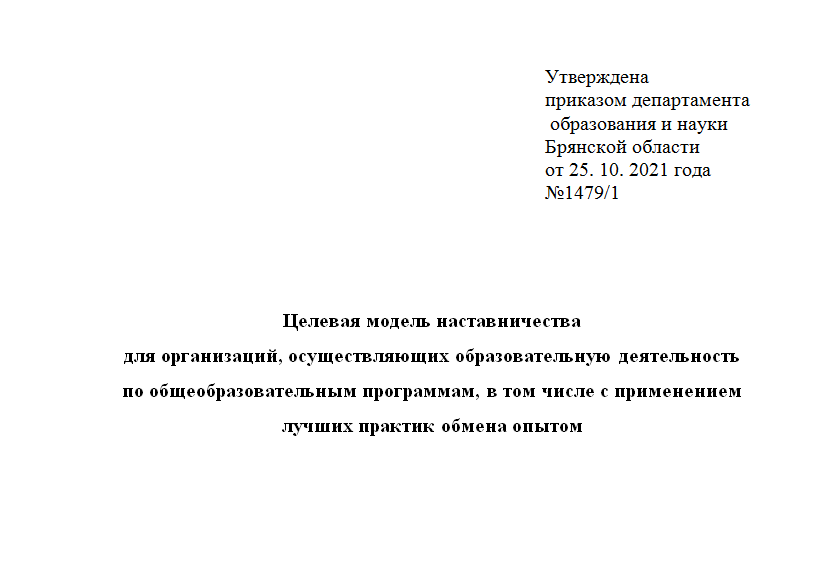 Утверждена
приказом департамента
образования и науки
Брянской области
от 25. 10. 2021 года
№1479/1
Целевая модель наставничества
для организаций, осуществляющих образовательную деятельность
по общеобразовательным программам, в том числе с применением
лучших практик обмена опытом